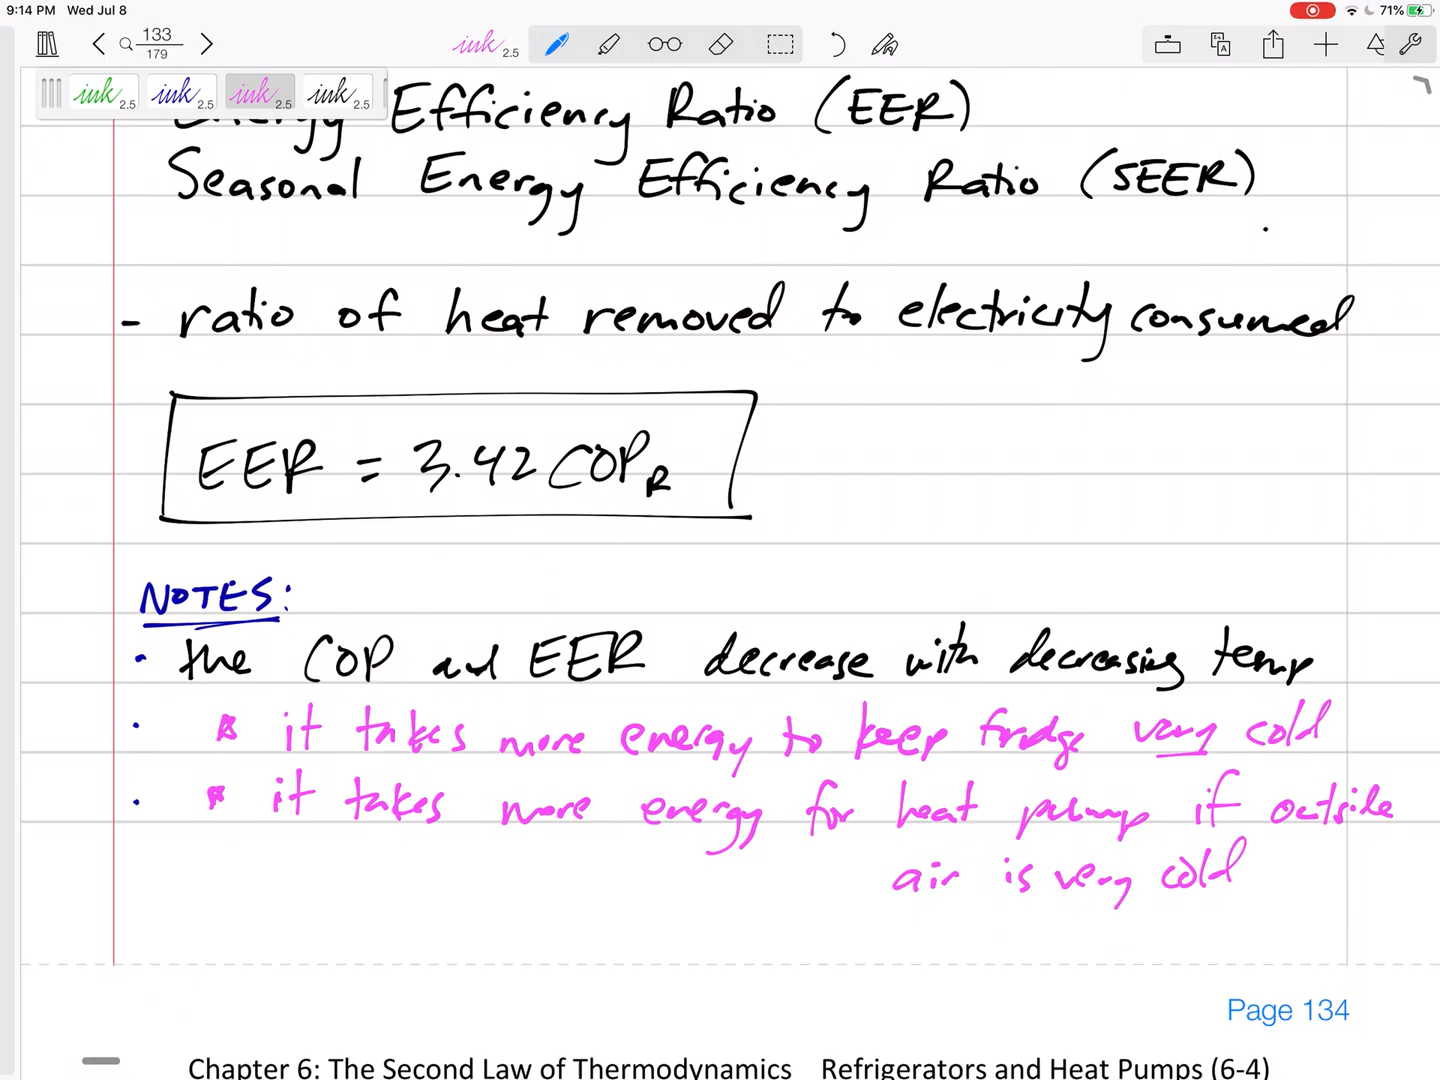 9:14 PM Wed Jul 8
71%
133
179
ink 2.5
ink 2.5 ink 2.5 ink 2.5 ink 2.5
Energy Efficiency Ratio (EER)
Seasonal Energy Efficiency Ratio (SEER)
- ratio of heat removed to electricity consumed
EER = 3.42 COPR
NOTES:
· the COP and EER decrease with decreasing temp
· * it takes more energy to keep fridge very cold
· * it takes more energy for heat pump if outside
air is very cold
Page 134
Chapter 6: The Second Law of Thermodynamics Refrigerators and Heat Pumps (6-4)